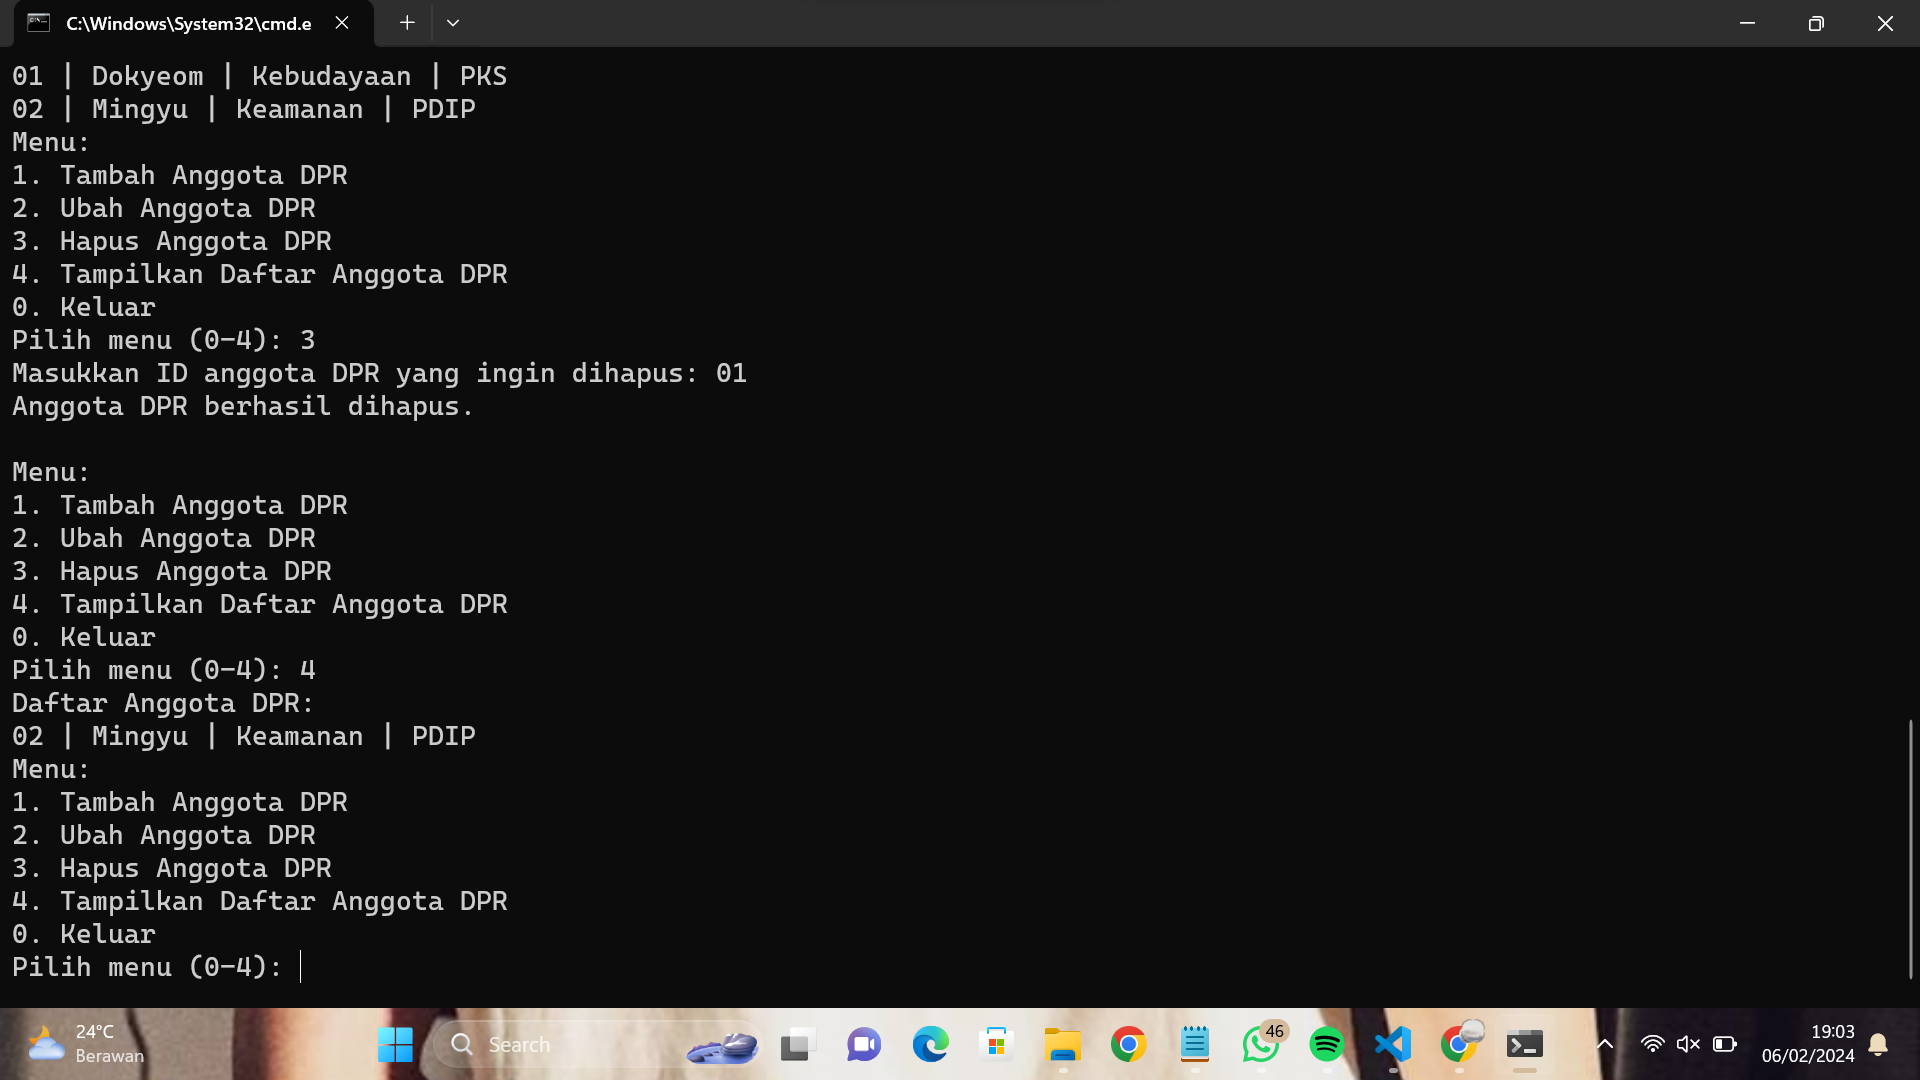 C:\Windows\System32\cmd.e
01 | Dokyeom | Kebudayaan | PKS
02 | Mingyu | Keamanan | PDIP
Menu:
1. Tambah Anggota DPR
2. Ubah Anggota DPR
3. Hapus Anggota DPR
4. Tampilkan Daftar Anggota DPR
0. Keluar
Pilih menu (0-4): 3
Masukkan ID anggota DPR yang ingin dihapus: 01
Anggota DPR berhasil dihapus.
Menu:
1. Tambah Anggota DPR
2. Ubah Anggota DPR
3. Hapus Anggota DPR
4. Tampilkan Daftar Anggota DPR
0. Keluar
Pilih menu (0-4): 4
Daftar Anggota DPR:
02 | Mingyu | Keamanan | PDIP
Menu:
1. Tambah Anggota DPR
2. Ubah Anggota DPR
3. Hapus Anggota DPR
4. Tampilkan Daftar Anggota DPR
0. Keluar
Pilih menu (0-4):
24°C
Berawan
Search
46
19:03
06/02/2024